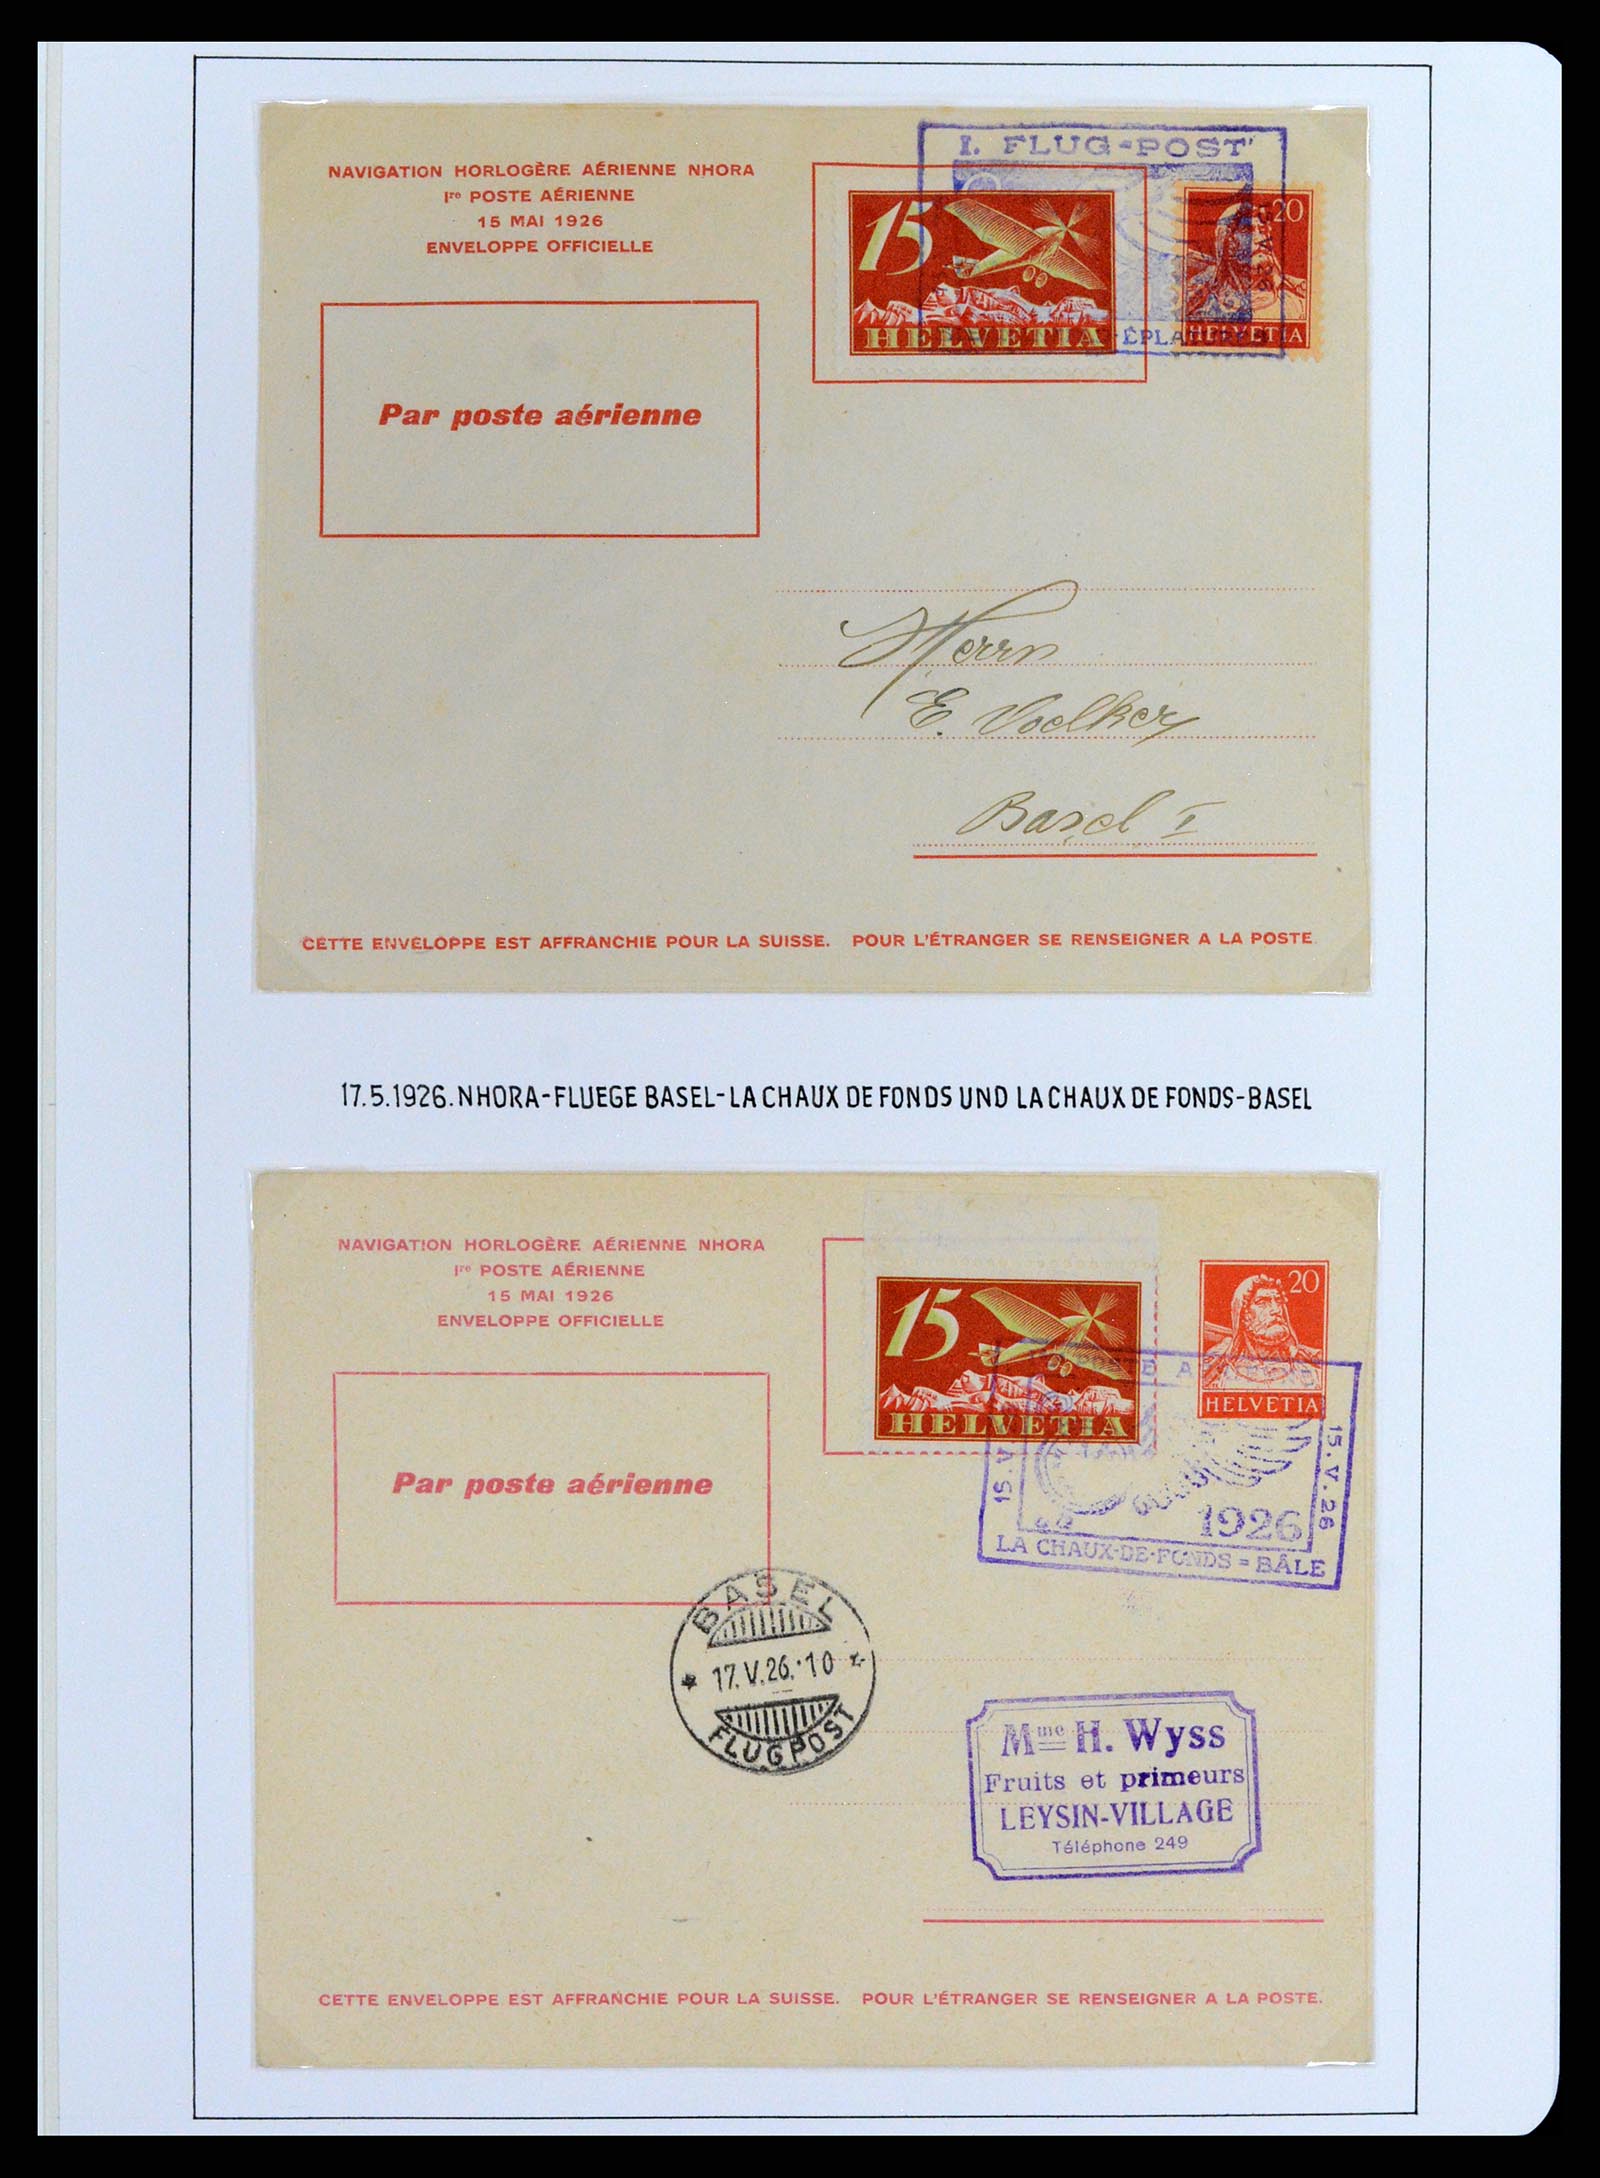 NAVIGATION HORLOGÈRE AÉRIENNE NHORA
Ire POSTE AÉRIENNE
15 MAI 1926
ENVELOPPE OFFICIELLE
I. FLUG-POST
15
HELVETIA
20
HELVETIA
V. 26
Par poste aérienne
Herrn
E. Voelker
Basel I
CETTE ENVELOPPE EST AFFRANCHIE POUR LA SUISSE. POUR L'ÉTRANGER SE RENSEIGNER A LA POSTE
17.5.1926. NHORA-FLUEGE BASEL-LA CHAUX DE FONDS UND LA CHAUX DE FONDS-BASEL
NAVIGATION HORLOGÈRE AÉRIENNE NHORA
Ire POSTE AÉRIENNE
15 MAI 1926
ENVELOPPE OFFICIELLE
15
HELVETIA
20
HELVETIA
15. V
15. V. 26
1926
LA CHAUX-DE-FONDS = BÂLE
Par poste aérienne
BASEL
17. V. 26. 10
FLUGPOST
Mme H. Wyss
Fruits et primeurs
LEYSIN-VILLAGE
Téléphone 249
CETTE ENVELOPPE EST AFFRANCHIE POUR LA SUISSE. POUR L'ÉTRANGER SE RENSEIGNER A LA POSTE.